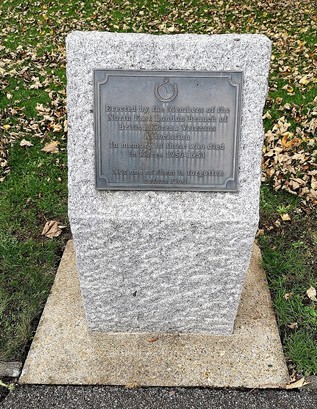 Erected by the Members of the
North East London Branch of
British Korean Veterans
Association
In memory of those who died
in Korea 1950-1953